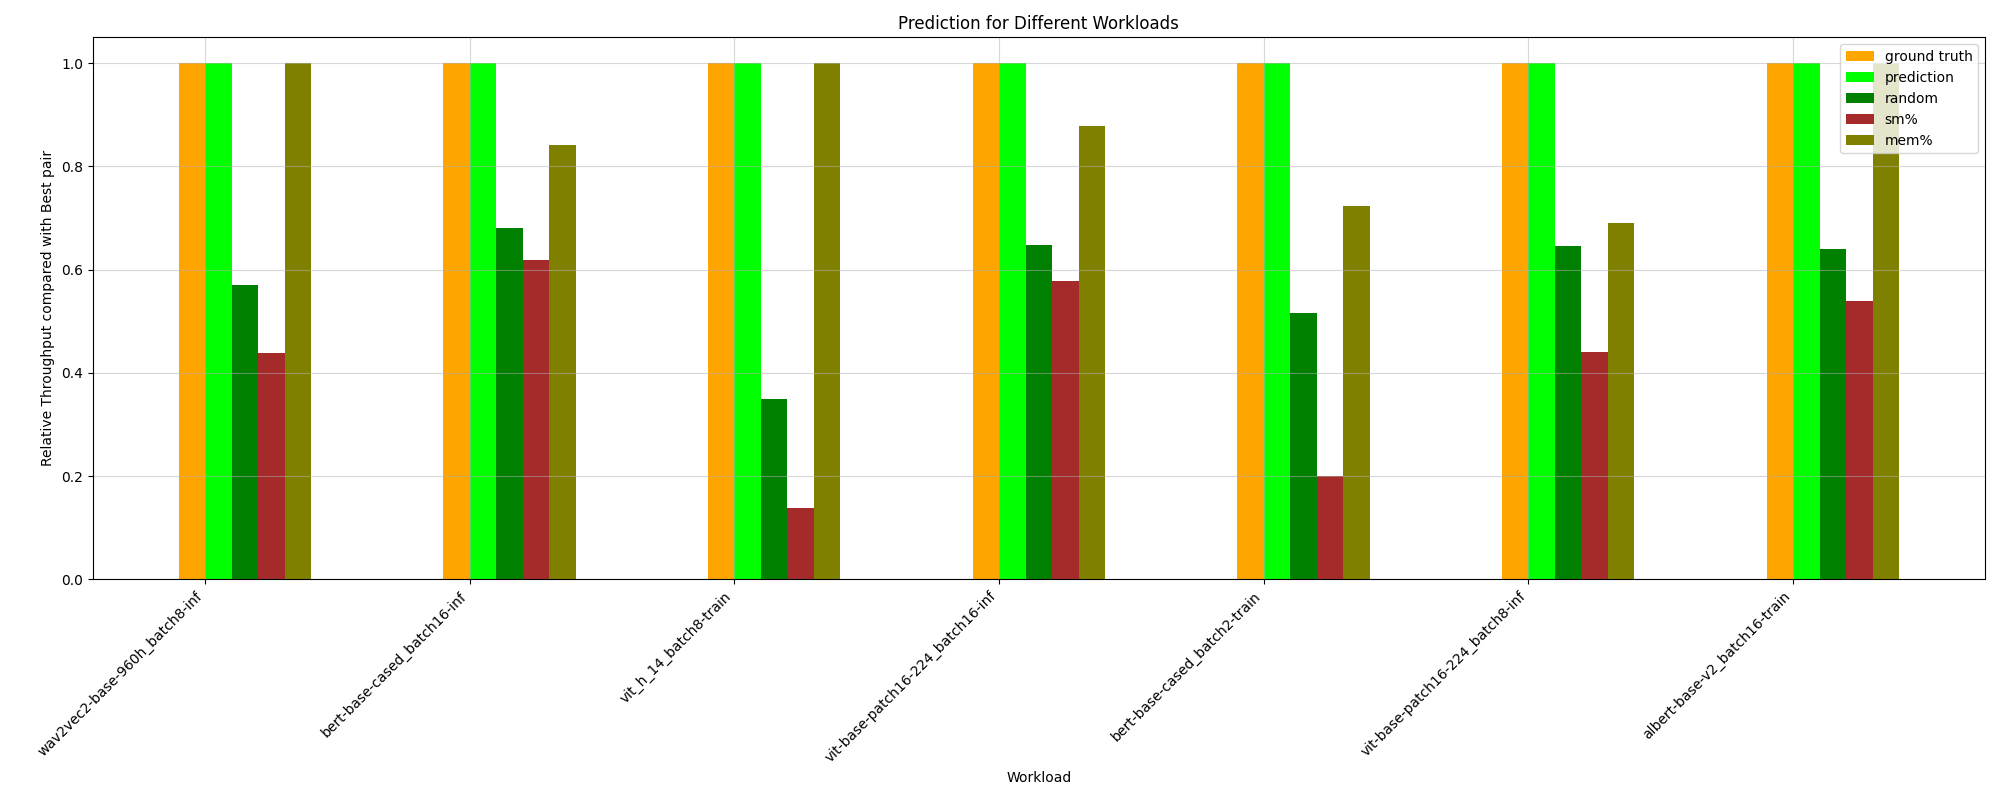 Prediction for Different Workloads
Relative Throughput compared with Best pair
1.0
0.8
0.6
0.4
0.2
0.0
ground truth
prediction
random
sm%
mem%
wav2vec2-base-960h_batch8-inf
bert-base-cased_batch16-inf
vit_h_14_batch8-train
vit-base-patch16-224_batch16-inf
bert-base-cased_batch2-train
vit-base-patch16-224_batch8-inf
albert-base-v2_batch16-train
Workload